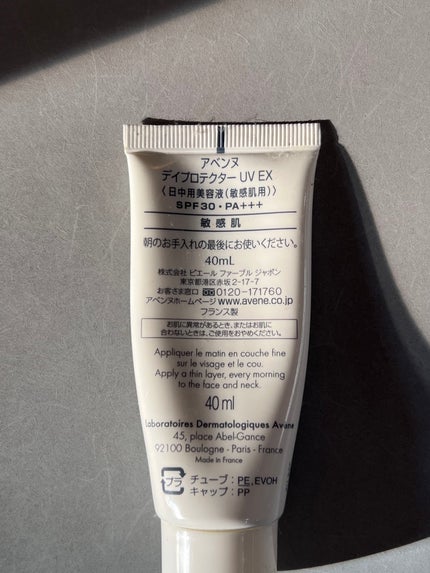 アベンヌ
デイプロテクター UV EX
〈日中用美容液(敏感肌用)〉
SPF30・PA+++
敏感肌
朝のお手入れの最後にお使いください。
40mL
株式会社 ピエール ファーブル ジャポン
東京都港区赤坂 2-17-7
お客さま窓口 0120-171760
アベンヌホームページ www.avene.co.jp
フランス製
お肌に異常があるとき、またはお肌に
合わないときは、ご使用をおやめください。
Appliquer le matin en couche fine
sur le visage et le cou.
Apply a thin layer, every morning
to the face and neck.
40 ml
Laboratoires Dermatologiques Avène
45, place Abel-Gance
92100 Boulogne - Paris - France
Made in France
プラ チューブ : PE, EVOH
キャップ : PP